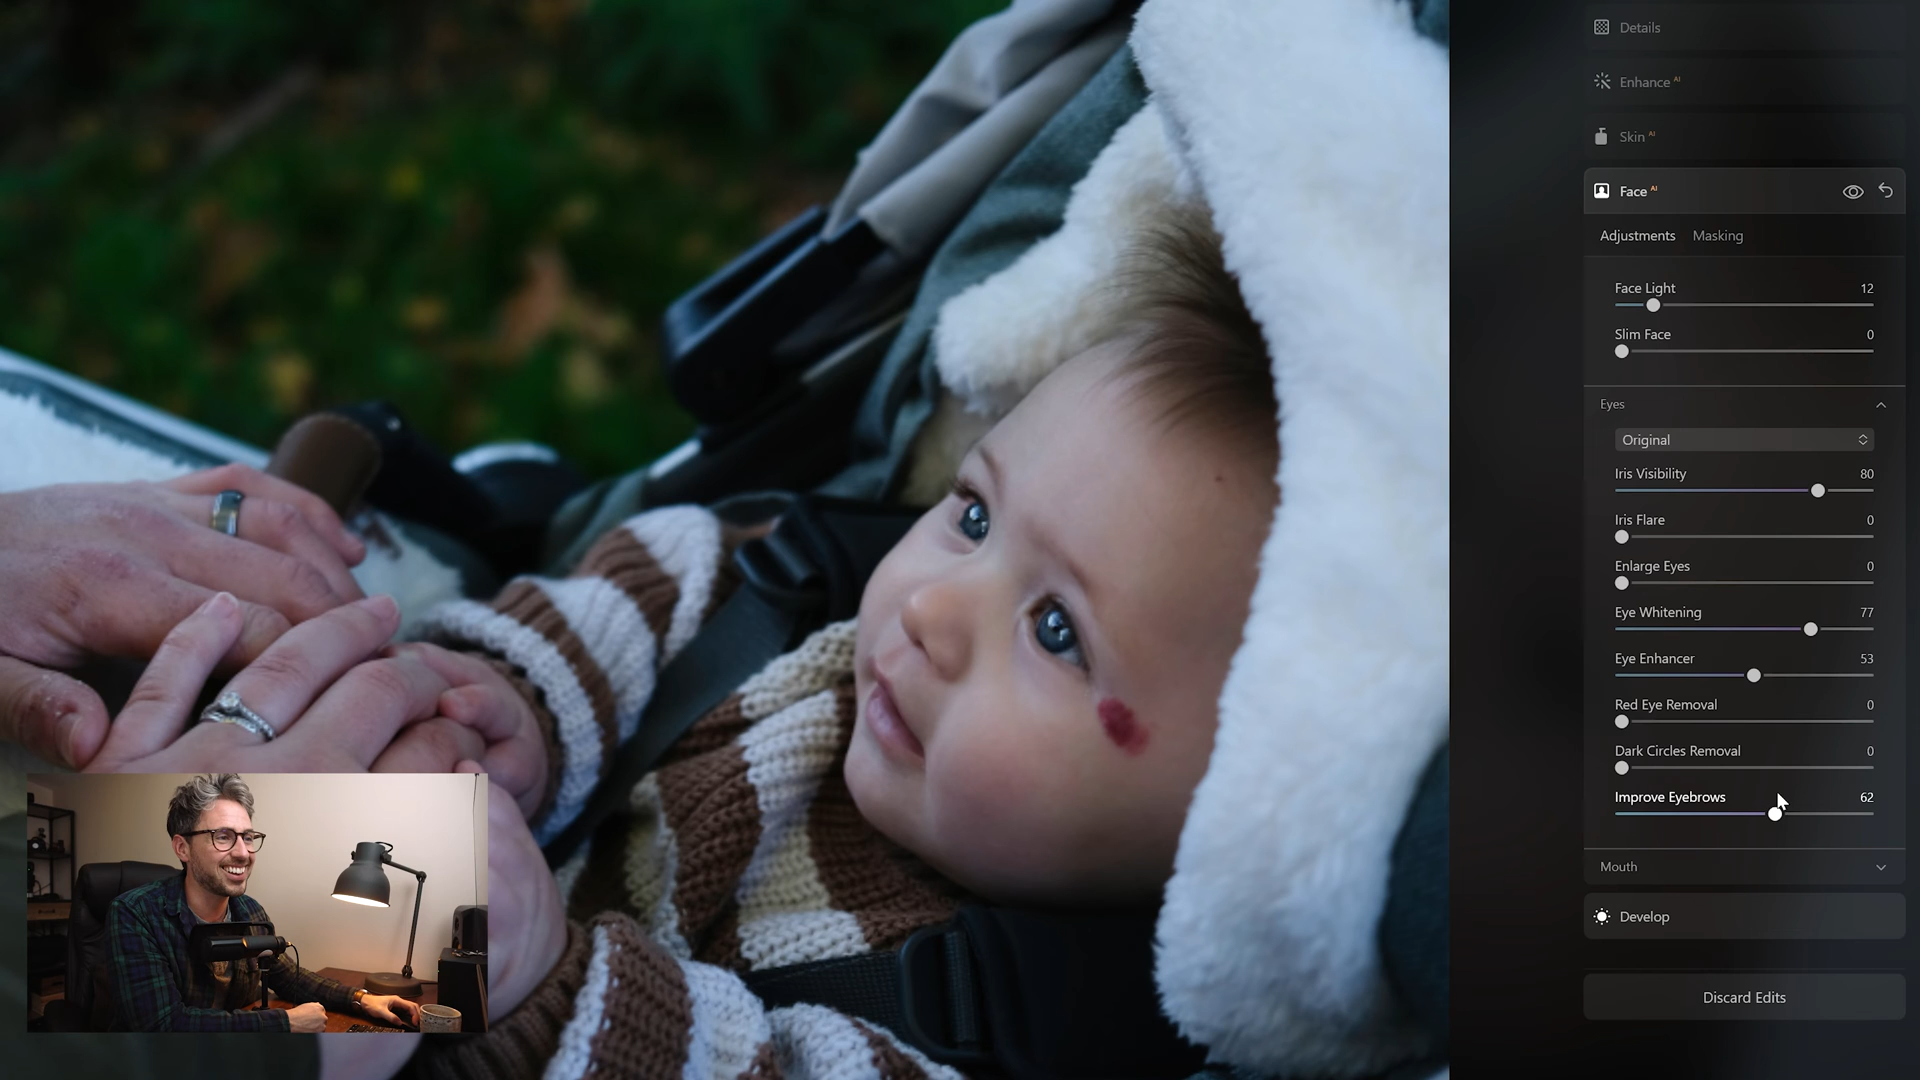 Details
Enhance AI
Skin AI
Face AI
Adjustments Masking
Face Light 12
Slim Face 0
Eyes
Original
Iris Visibility 80
Iris Flare 0
Enlarge Eyes 0
Eye Whitening 77
Eye Enhancer 53
Red Eye Removal 0
Dark Circles Removal 0
Improve Eyebrows 62
Mouth
Develop
Discard Edits